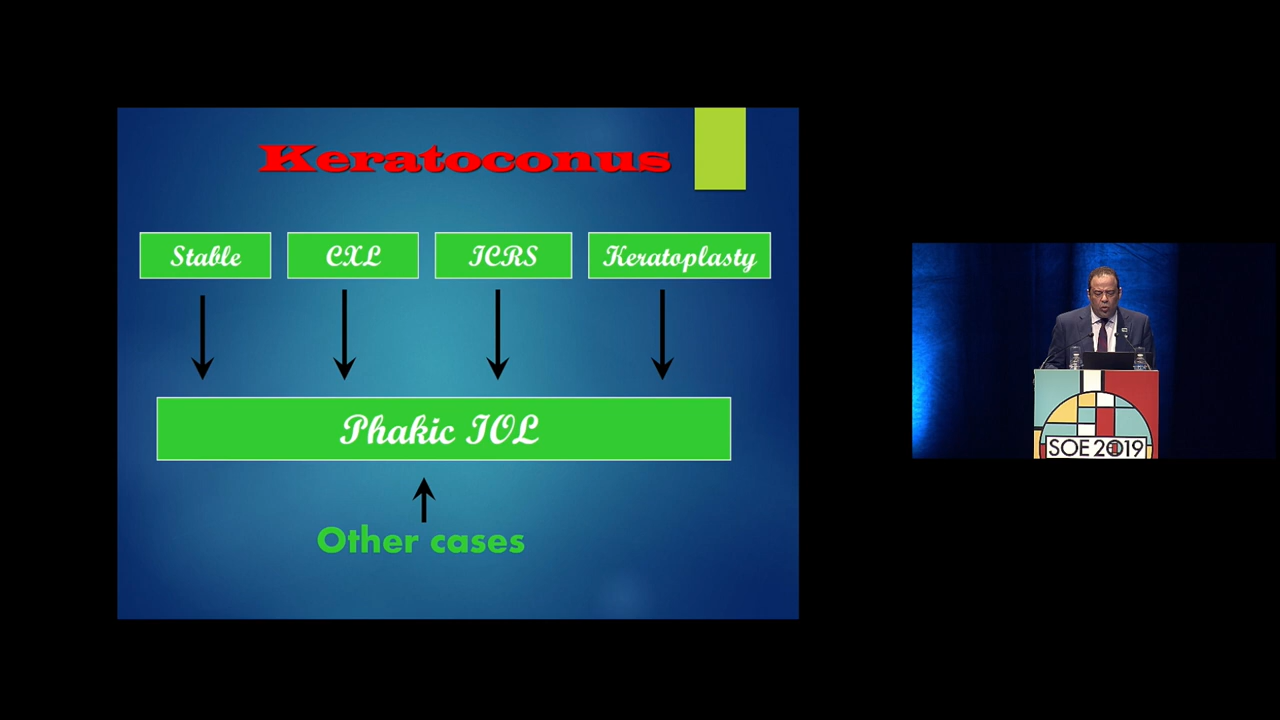 Keratoconus
Stable
CXL
ICRS
Keratoplasty
Phakic IOL
Other cases
SOE 2019